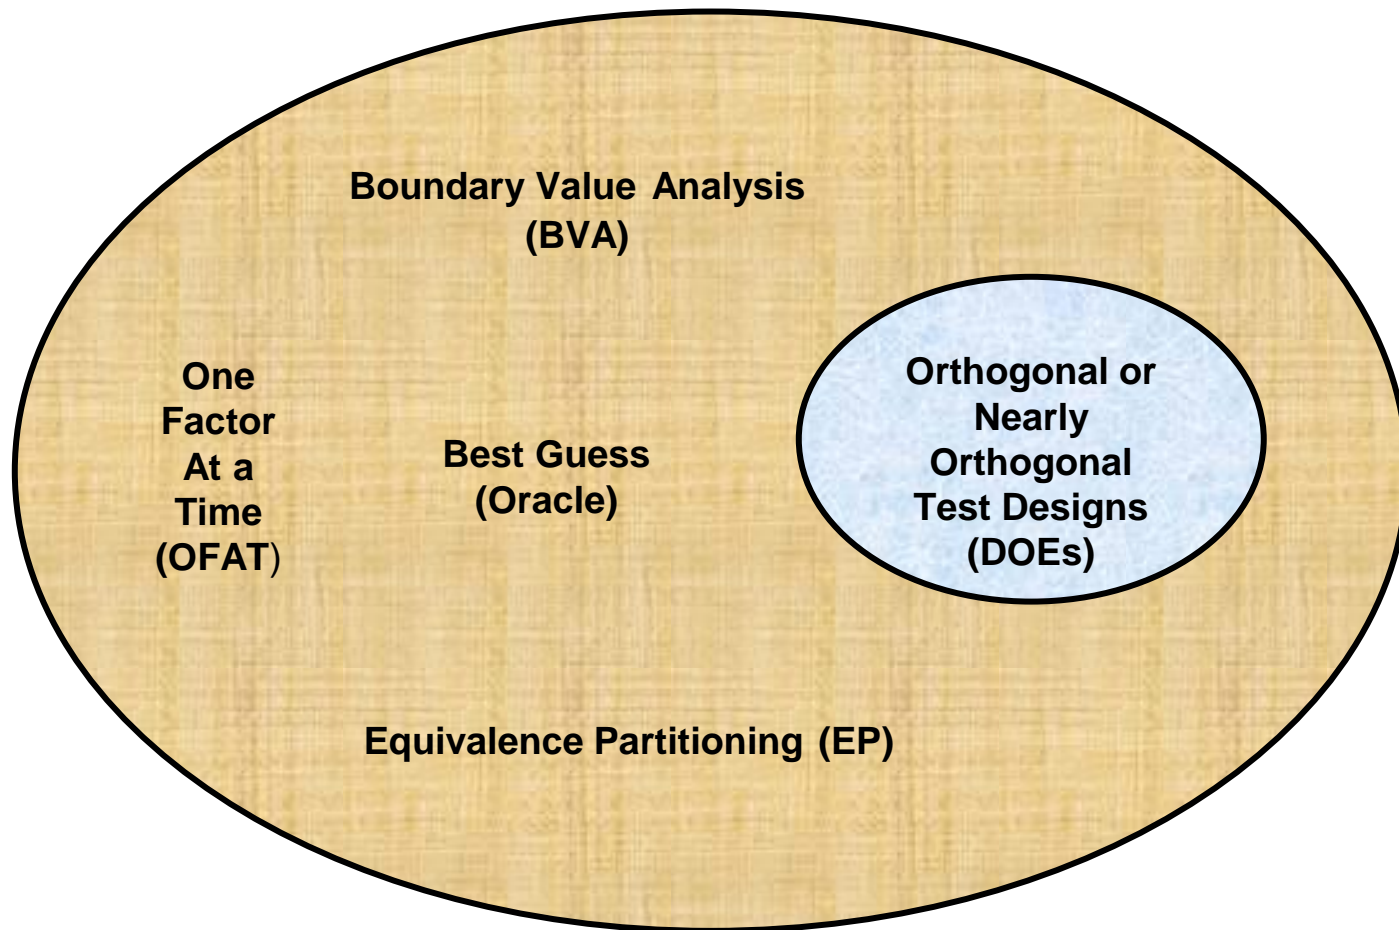 Boundary Value Analysis
(BVA)
One
Factor
At a
Time
(OFAT)
Best Guess
(Oracle)
Orthogonal or
Nearly
Orthogonal
Test Designs
(DOEs)
Equivalence Partitioning (EP)